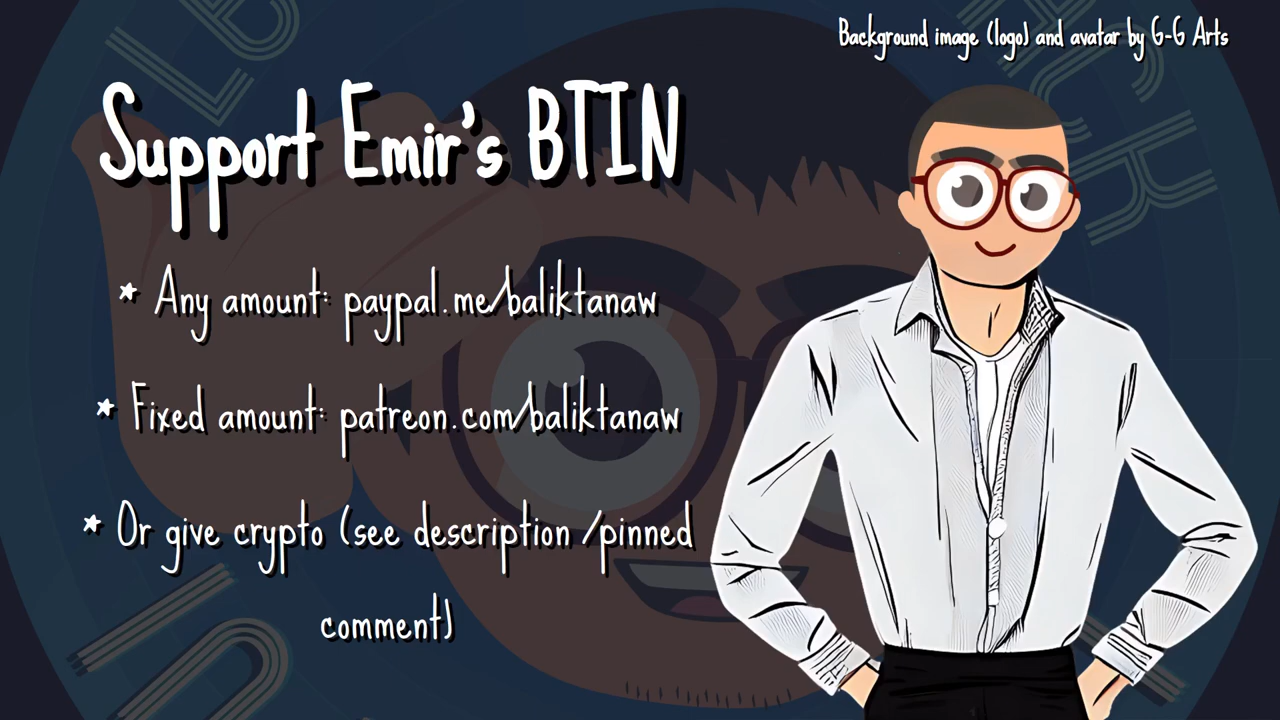 Background image (logo) and avatar by G-G Arts
Support Emir's BTIN
* Any amount: paypal.me/baliktanaw
* Fixed amount: patreon.com/baliktanaw
* Or give crypto (see description /pinned
comment)